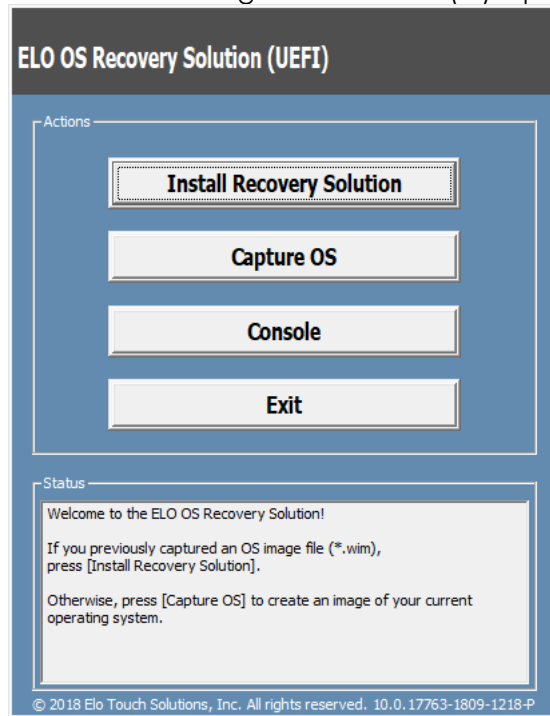 ELO OS Recovery Solution (UEFI)
Actions
Install Recovery Solution
Capture OS
Console
Exit
Status
Welcome to the ELO OS Recovery Solution!
If you previously captured an OS image file (*.wim),
press [Install Recovery Solution].
Otherwise, press [Capture OS] to create an image of your current
operating system.
© 2018 Elo Touch Solutions, Inc. All rights reserved. 10.0.17763-1809-1218-P